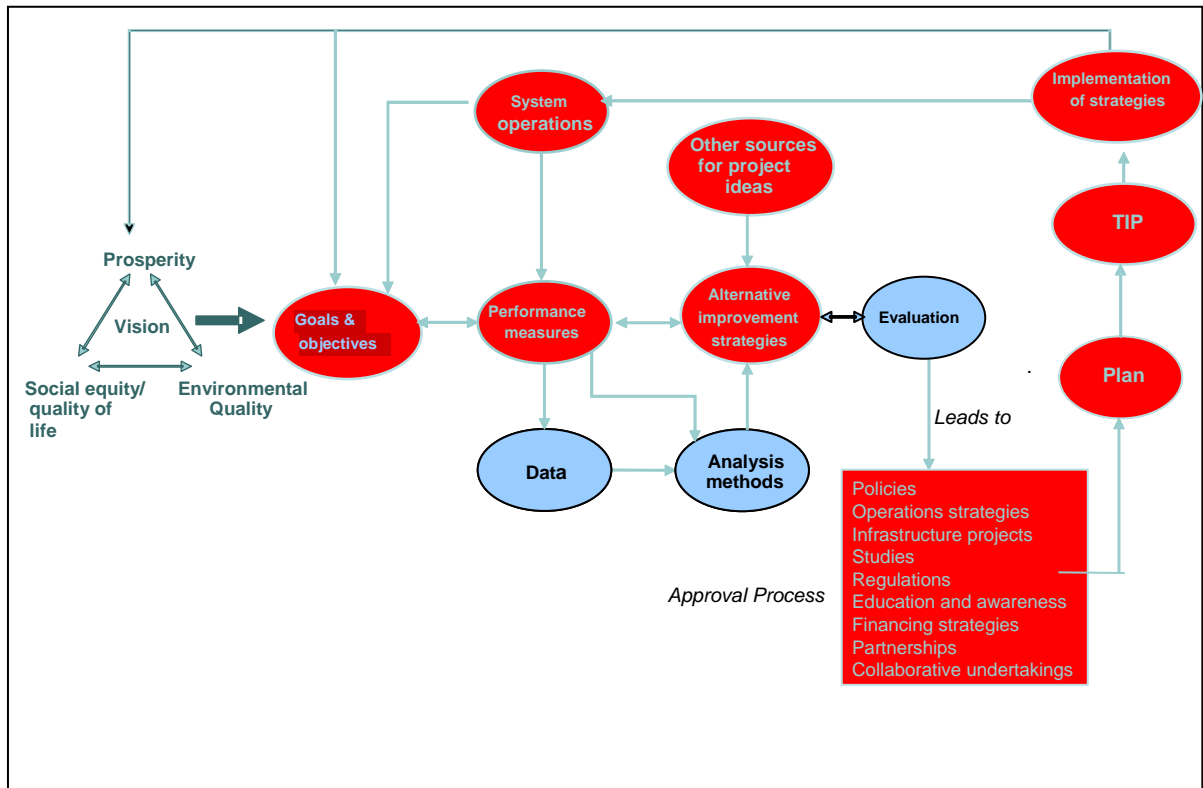 Implementation
of strategies
System
operations
Other sources
for project
ideas
TIP
Prosperity
Vision
Social equity/
quality of
life
Environmental
Quality
Goals &
objectives
Performance
measures
Alternative
improvement
strategies
Evaluation
.
Plan
Leads to
Data
Analysis
methods
Policies
Operations strategies
Infrastructure projects
Studies
Regulations
Education and awareness
Financing strategies
Partnerships
Collaborative undertakings
Approval Process